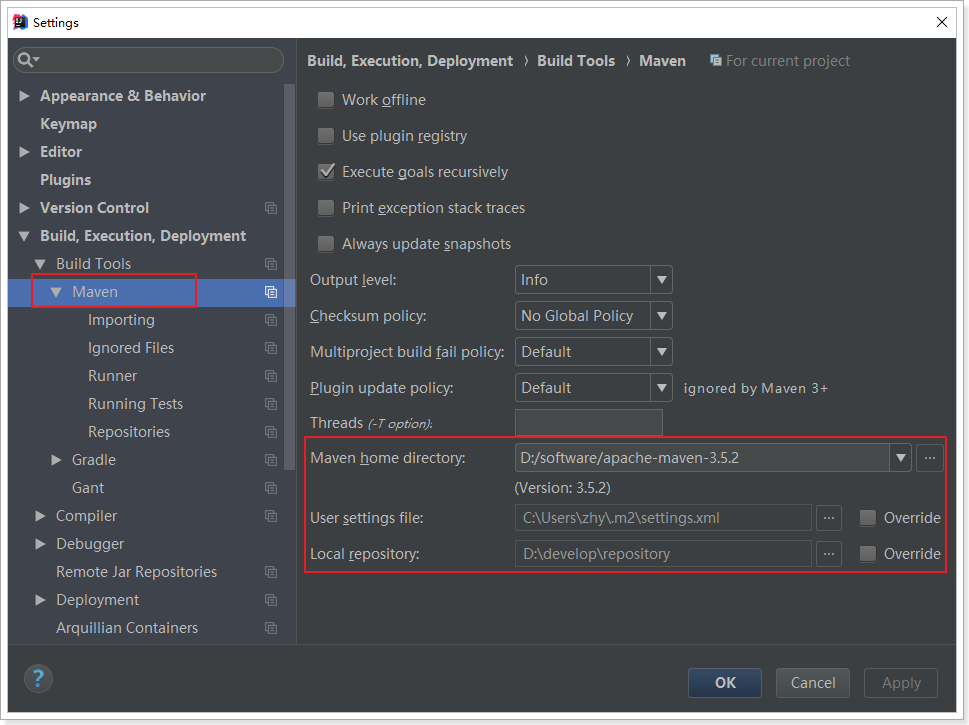 Settings
Appearance & Behavior
Keymap
Editor
Plugins
Version Control
Build, Execution, Deployment
Build Tools
Maven
Importing
Ignored Files
Runner
Running Tests
Repositories
Gradle
Gant
Compiler
Debugger
Remote Jar Repositories
Deployment
Arquillian Containers
Build, Execution, Deployment › Build Tools › Maven For current project
Work offline
Use plugin registry
Execute goals recursively
Print exception stack traces
Always update snapshots
Output level: Info
Checksum policy: No Global Policy
Multiproject build fail policy: Default
Plugin update policy: Default ignored by Maven 3+
Threads (-T option):
Maven home directory: D:/software/apache-maven-3.5.2 ...
(Version: 3.5.2)
User settings file: C:\Users\zhy\.m2\settings.xml ... Override
Local repository: D:\develop\repository ... Override
? OK Cancel Apply